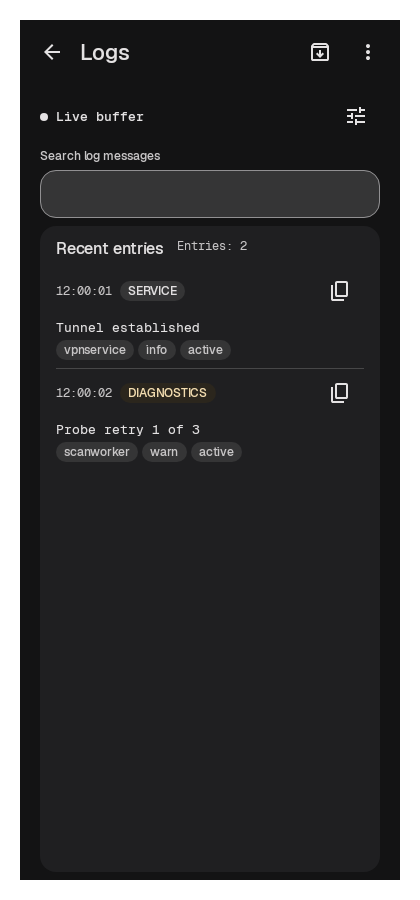 Logs
Live buffer
Search log messages
Recent entries Entries: 2
12:00:01 SERVICE
Tunnel established
vpnservice info active
12:00:02 DIAGNOSTICS
Probe retry 1 of 3
scanworker warn active